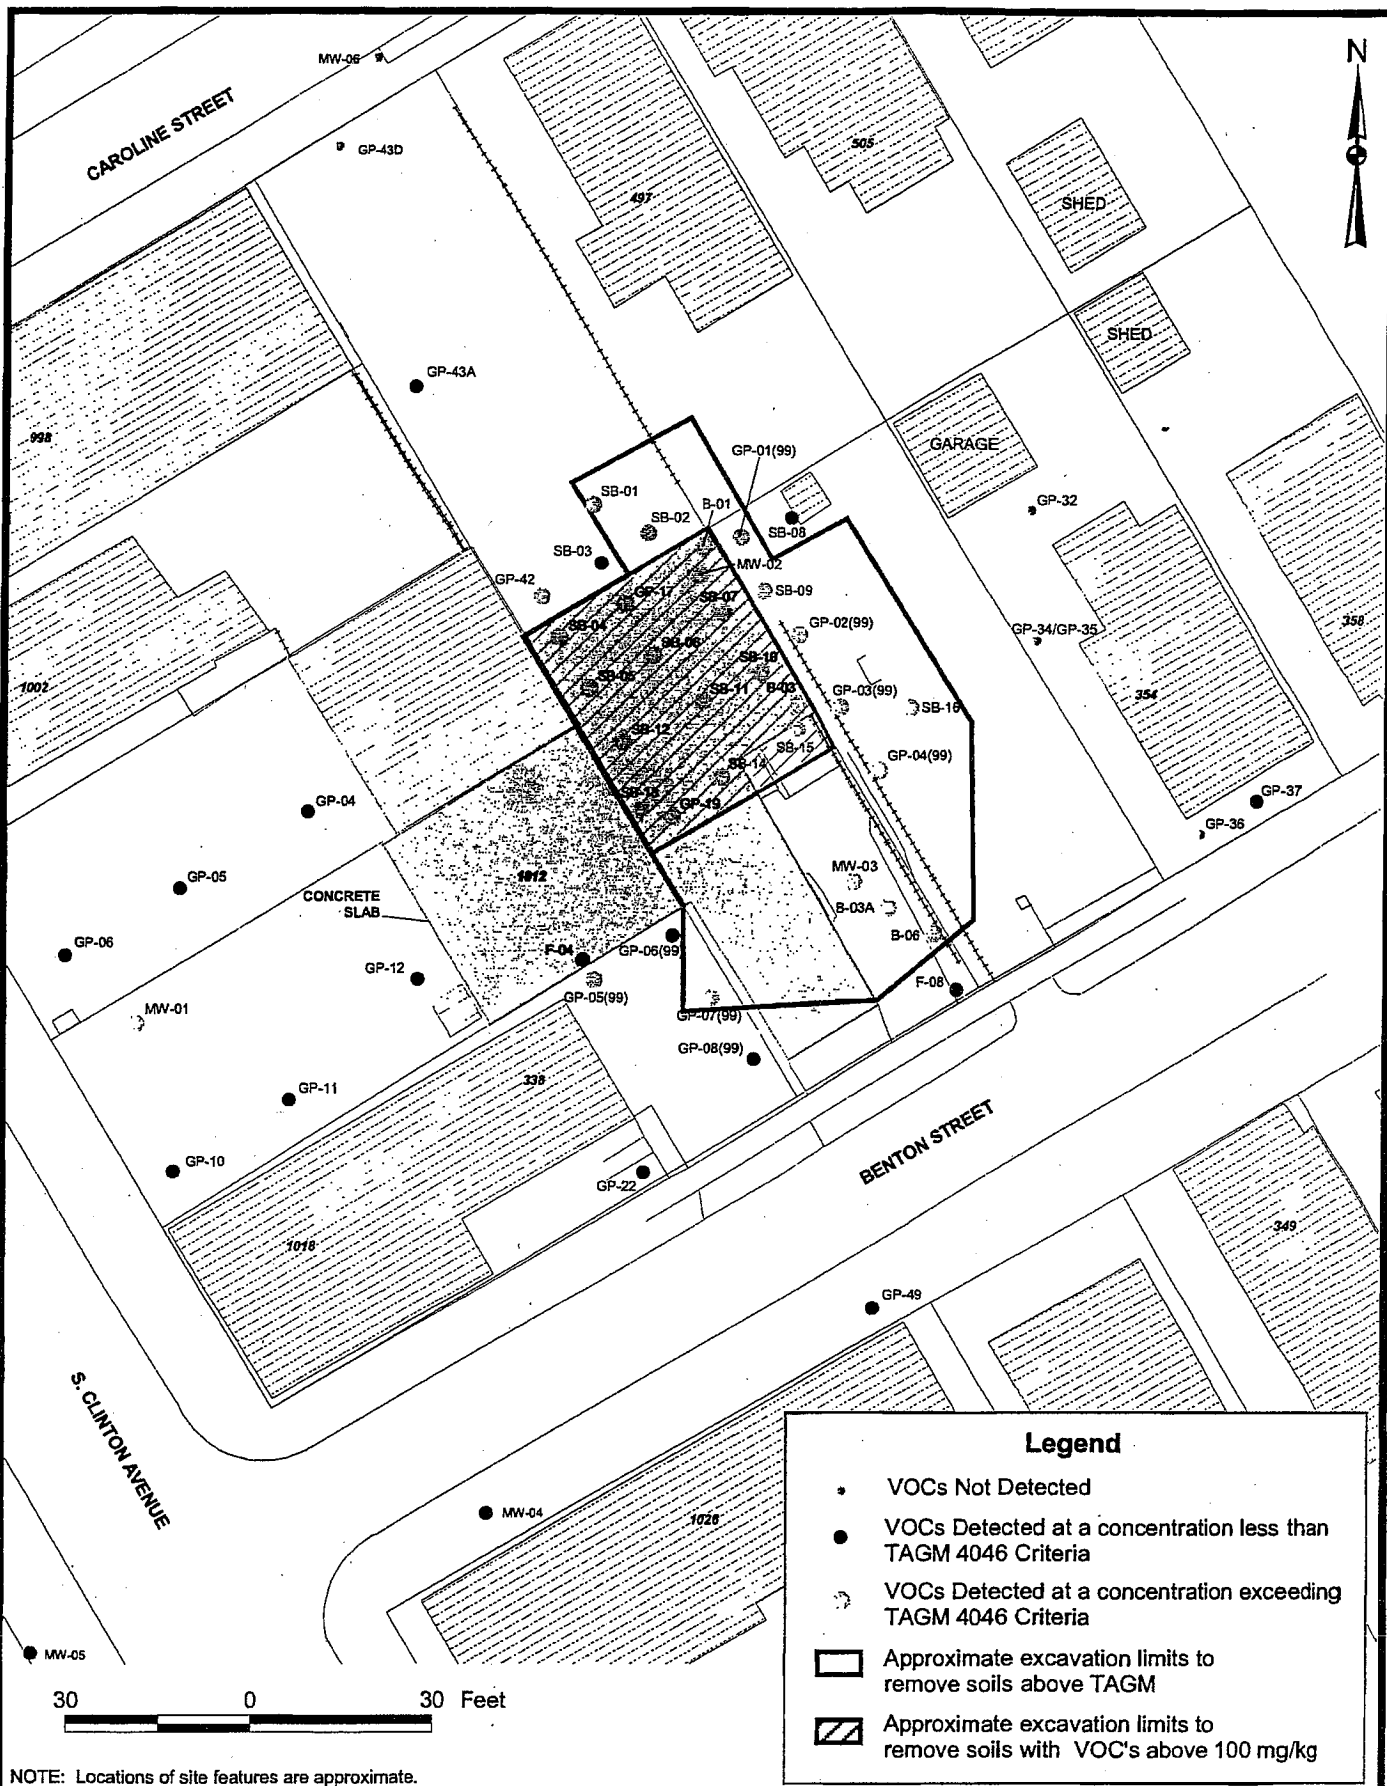 N
MW-06
CAROLINE STREET
GP-43D
505
497
SHED
SHED
GP-43A
998
GARAGE
GP-01(99)
SB-01
B-01
GP-32
SB-02
SB-08
SB-03
MW-02
GP-42
SB-09
GP-17
SB-07
GP-02(99)
SB-04
GP-34/GP-35
358
SB-06
SB-10
1002
SB-05
B-03
GP-03(99)
354
SB-11
SB-16
SB-12
SB-15
GP-04(99)
SB-14
GP-37
GP-04
GP-19
GP-36
1012
MW-03
GP-05
CONCRETE
SLAB
B-03A
GP-06
F-04
GP-06(99)
B-06
GP-12
F-08
MW-01
GP-05(99)
GP-07(99)
GP-08(99)
338
GP-11
BENTON STREET
GP-10
GP-22
349
1018
GP-49
S. CLINTON AVENUE
MW-04
1026
MW-05
Legend
VOCs Not Detected
VOCs Detected at a concentration less than
TAGM 4046 Criteria
VOCs Detected at a concentration exceeding
TAGM 4046 Criteria
Approximate excavation limits to
remove soils above TAGM
Approximate excavation limits to
remove soils with VOC's above 100 mg/kg
30 0 30 Feet
NOTE: Locations of site features are approximate.